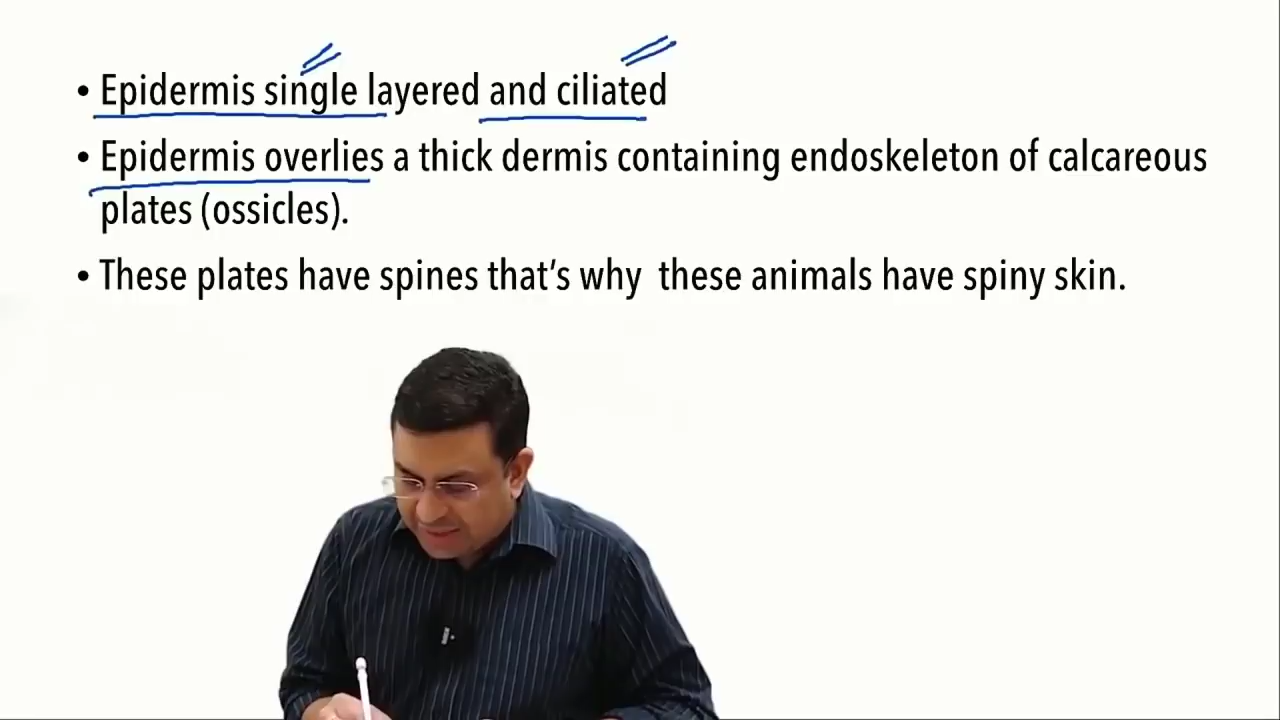 • Epidermis single layered and ciliated
• Epidermis overlies a thick dermis containing endoskeleton of calcareous
plates (ossicles).
• These plates have spines that’s why these animals have spiny skin.